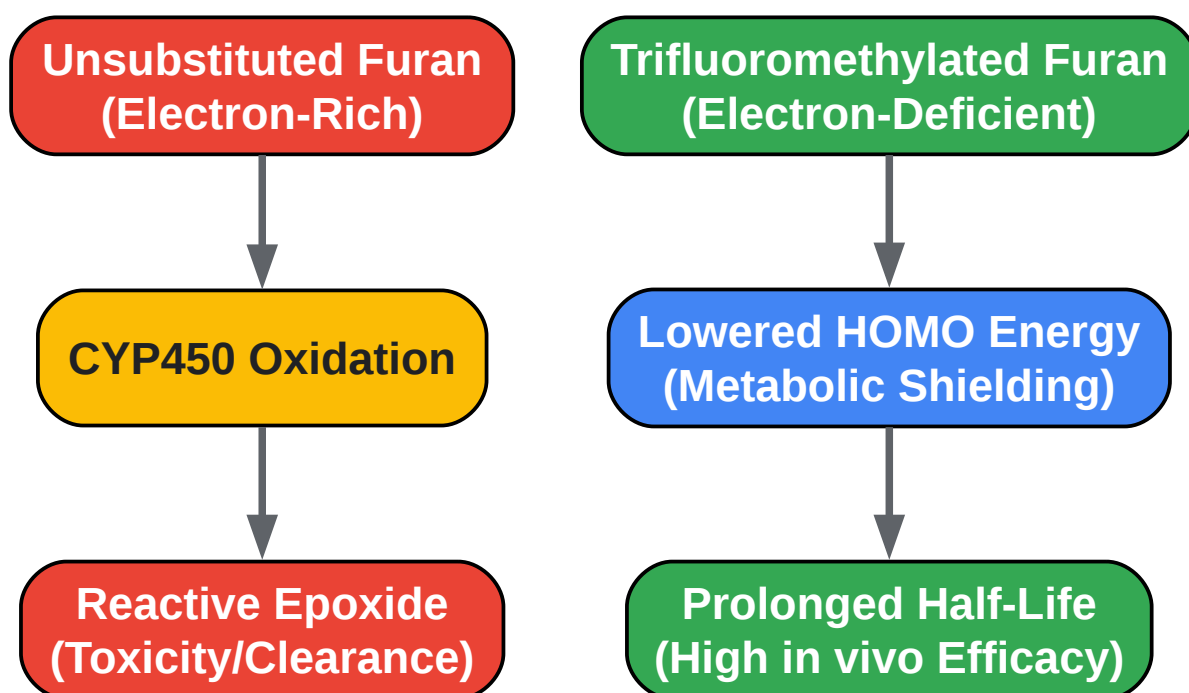 Unsubstituted Furan
(Electron-Rich)
Trifluoromethylated Furan
(Electron-Deficient)
CYP450 Oxidation
Lowered HOMO Energy
(Metabolic Shielding)
Reactive Epoxide
(Toxicity/Clearance)
Prolonged Half-Life
(High in vivo Efficacy)